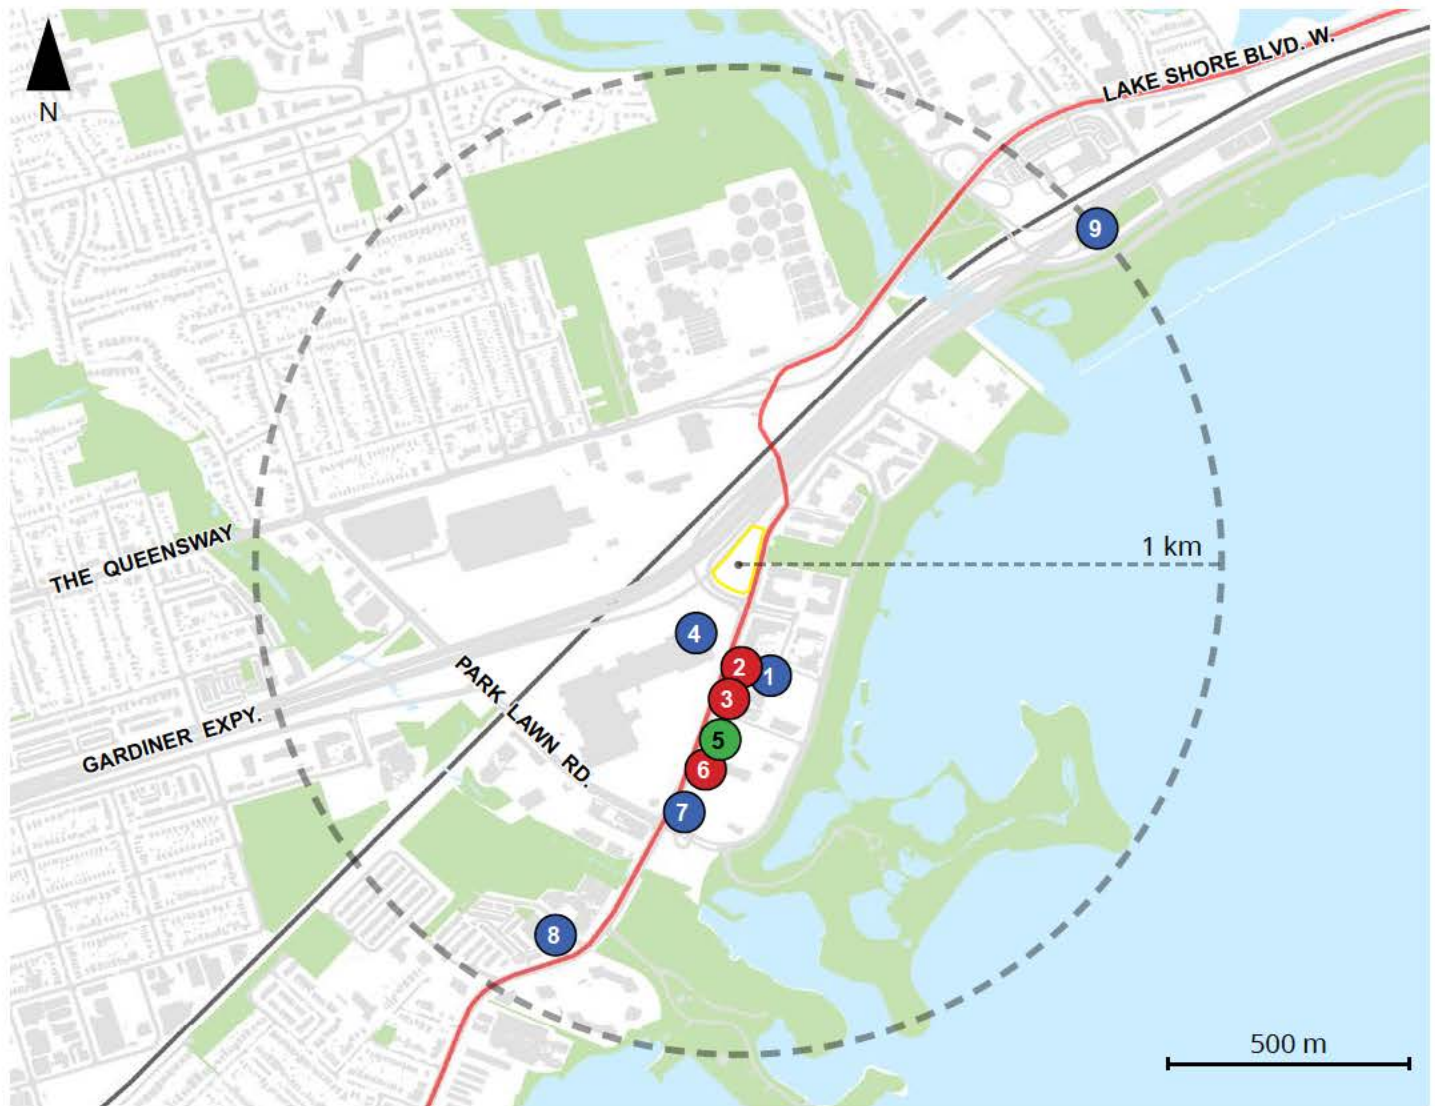 N
LAKE SHORE BLVD. W.
9
THE QUEENSWAY
1 km
4
2
1
3
PARK LAWN RD.
5
GARDINER EXPY.
6
7
8
500 m